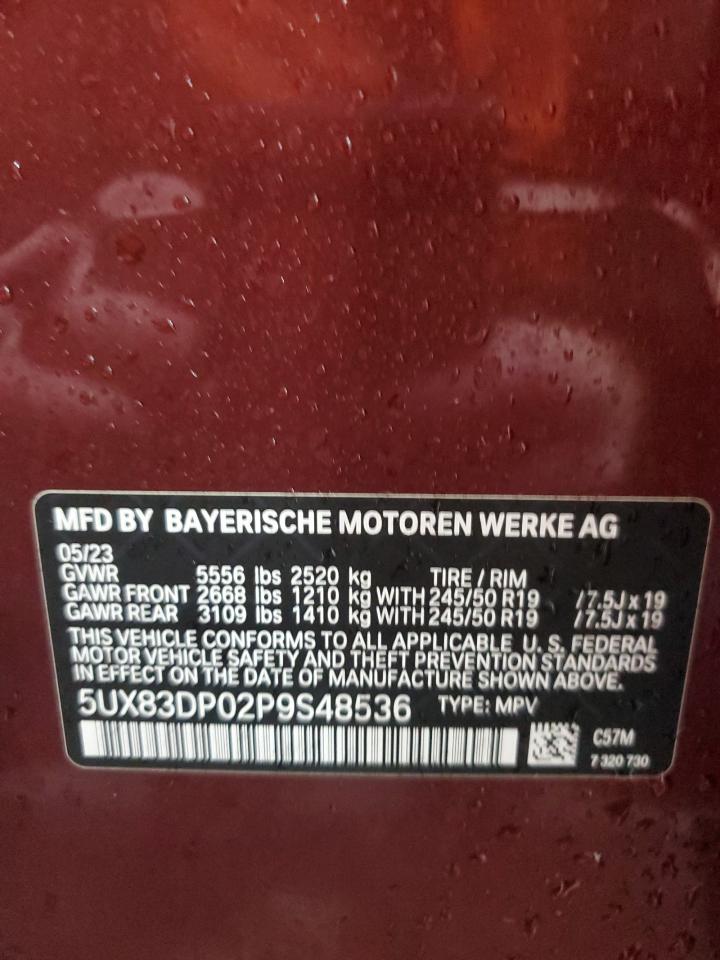 MFD BY BAYERISCHE MOTOREN WERKE AG
05/23
GVWR 5556 lbs 2520 kg TIRE / RIM
GAWR FRONT 2668 lbs 1210 kg WITH 245/50 R19 /7.5J x 19
GAWR REAR 3109 lbs 1410 kg WITH 245/50 R19 /7.5J x 19
THIS VEHICLE CONFORMS TO ALL APPLICABLE U. S. FEDERAL
MOTOR VEHICLE SAFETY AND THEFT PREVENTION STANDARDS
IN EFFECT ON THE DATE OF MANUFACTURE SHOWN ABOVE.
5UX83DP02P9S48536 TYPE: MPV
C57M
7 320 730